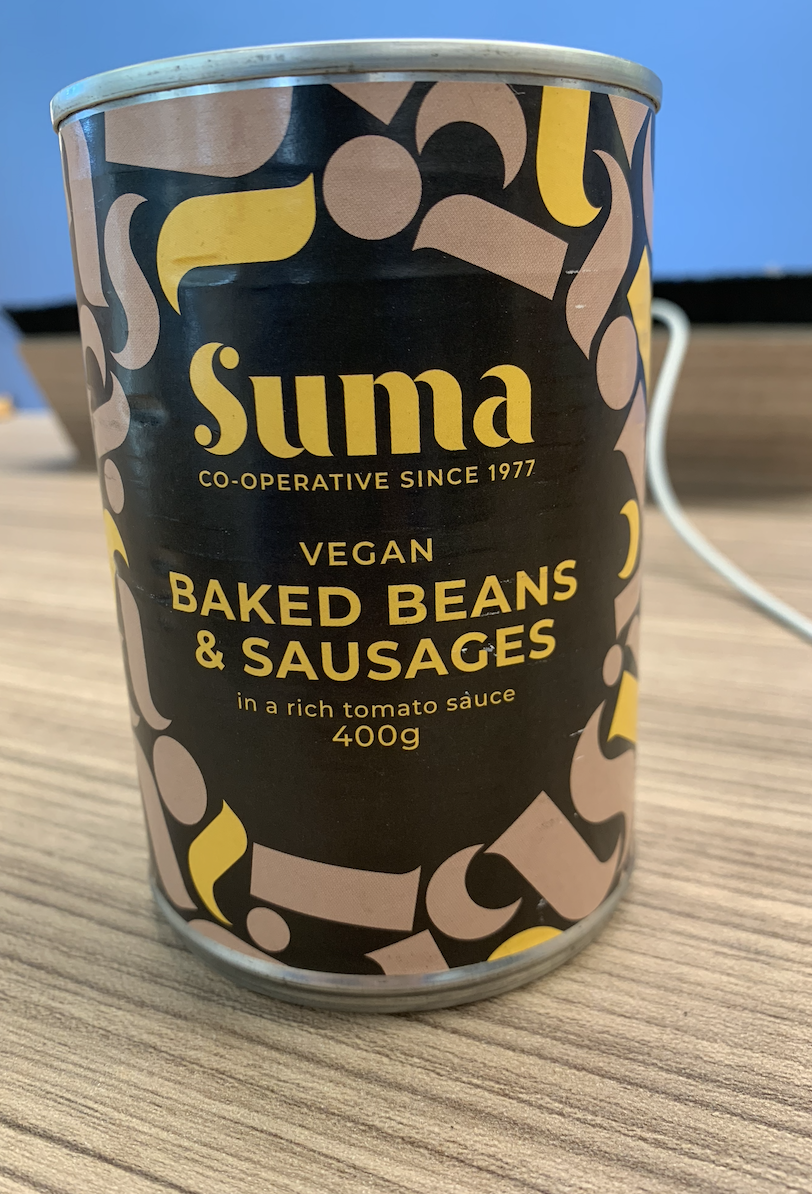 Suma
CO-OPERATIVE SINCE 1977
VEGAN
BAKED BEANS
& SAUSAGES
in a rich tomato sauce
400g